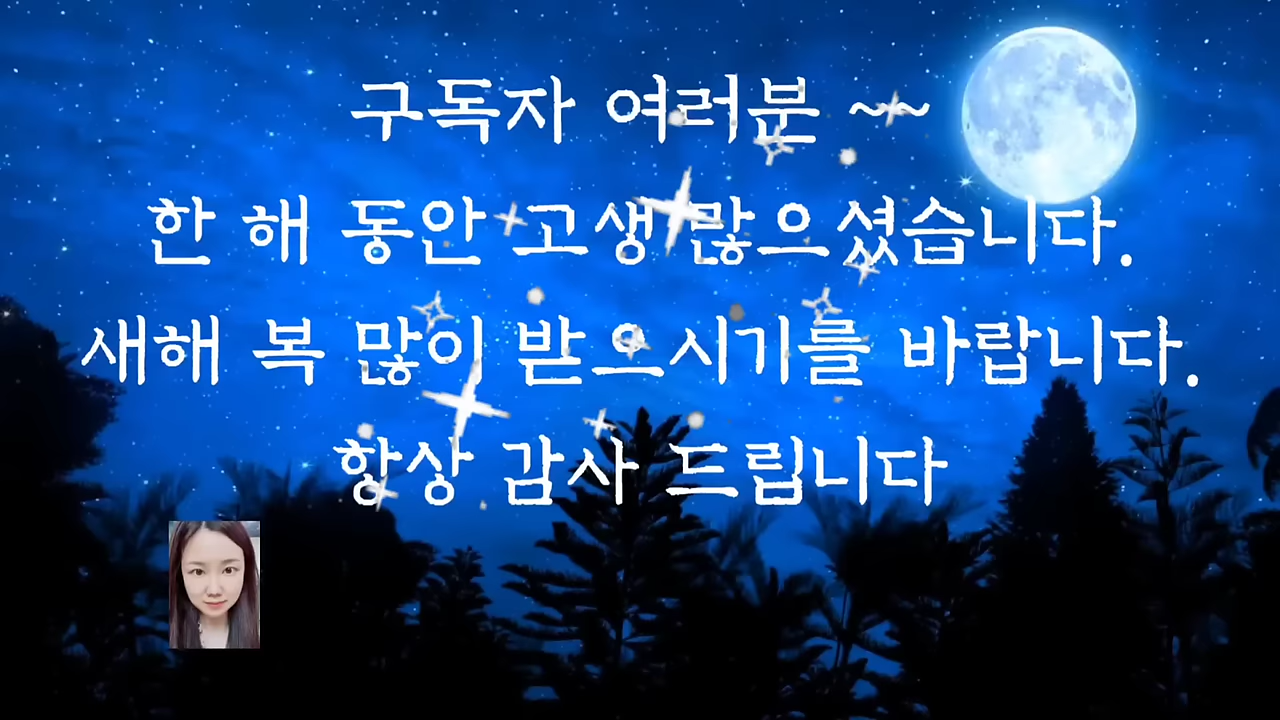 구독자 여러분 ~~
한 해 동안 고생 많으셨습니다.
새해 복 많이 받으시기를 바랍니다.
항상 감사 드립니다